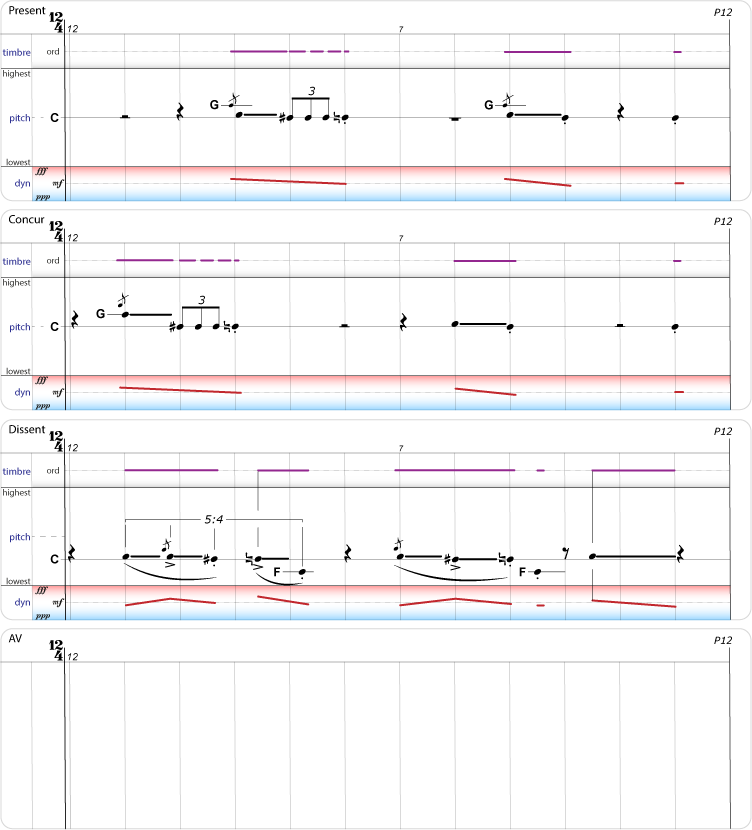 Present
12
4
12
7
P12
timbre
ord
highest
G
3
G
pitch
C
lowest
fff
dyn
mf
ppp
Concur
12
4
12
7
P12
timbre
ord
highest
G
3
pitch
C
lowest
fff
dyn
mf
ppp
Dissent
12
4
12
7
P12
timbre
ord
highest
5:4
pitch
C
F
F
lowest
fff
dyn
mf
ppp
AV
12
4
12
P12